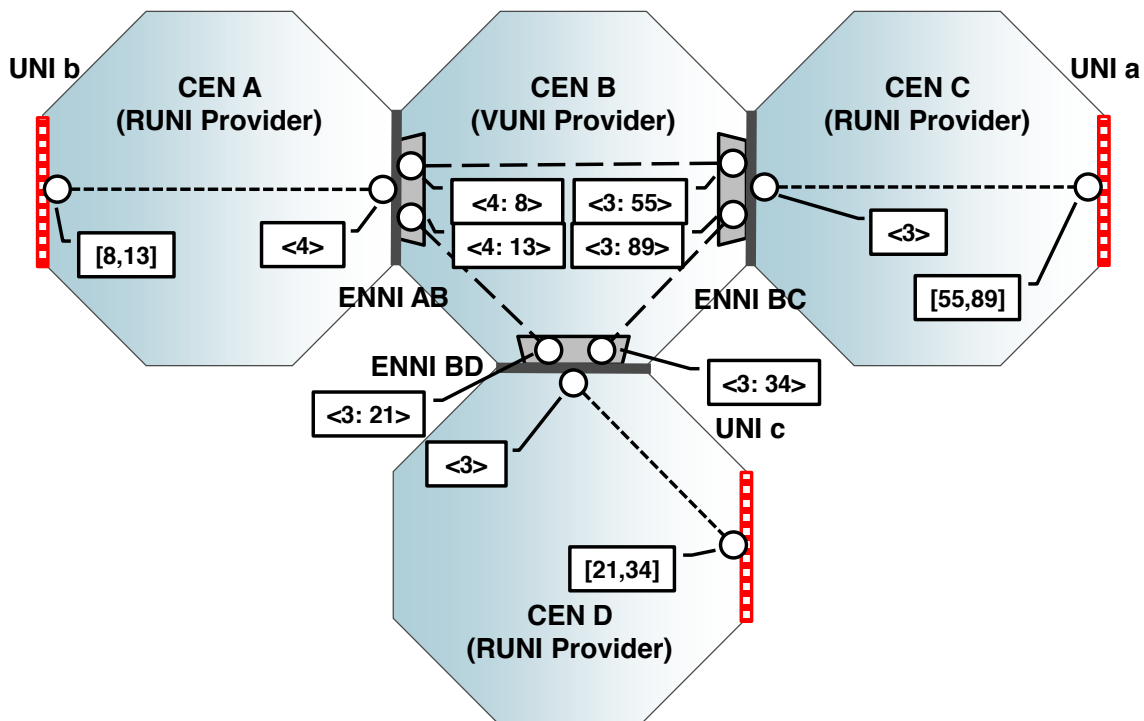 UNI b
CEN A
(RUNI Provider)
CEN B
(VUNI Provider)
CEN C
(RUNI Provider)
UNI a
<4: 8>
<3: 55>
[8,13]
<4>
<4: 13>
<3: 89>
<3>
[55,89]
ENNI AB
ENNI BC
ENNI BD
<3: 21>
<3: 34>
<3>
UNI c
[21,34]
CEN D
(RUNI Provider)